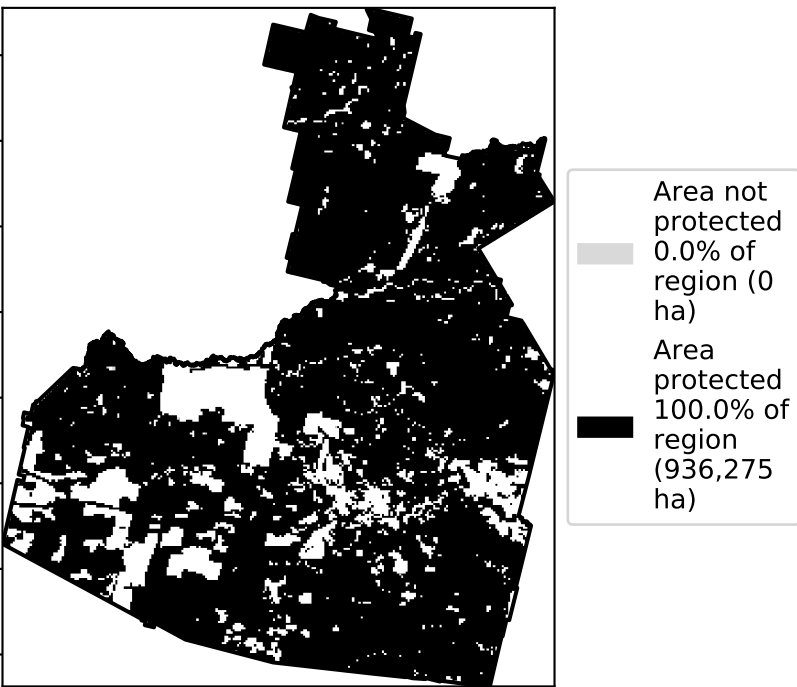 Area not
protected
0.0% of
region (0
ha)
Area
protected
100.0% of
region
(936,275
ha)